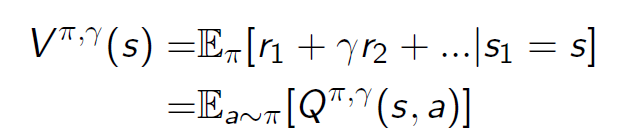 V^{π,γ}(s) =𝔼_π[r_1 + γr_2 + ...|s_1 = s]
=𝔼_{a∼π}[Q^{π,γ}(s, a)]